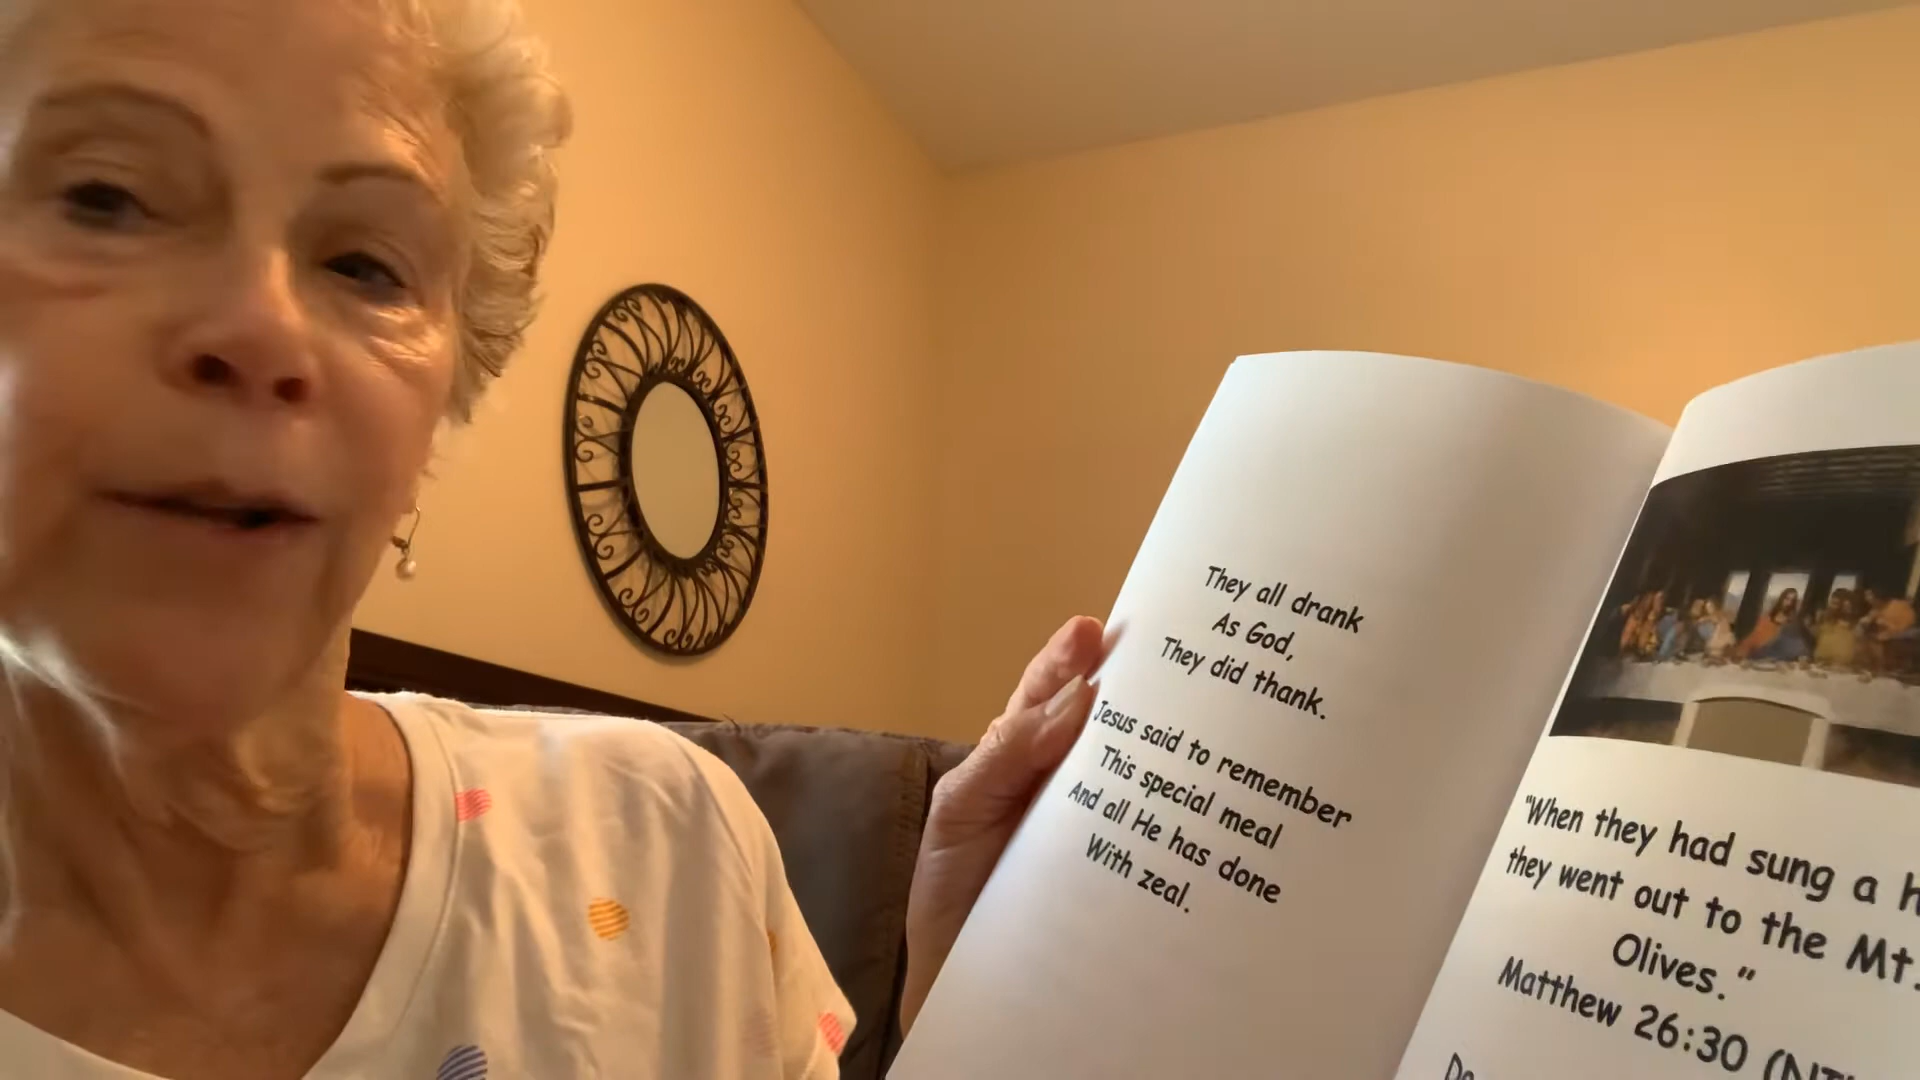 They all drank
As God,
They did thank.
Jesus said to remember
This special meal
And all He has done
With zeal.
"When they had sung a
they went out to the Mt.
Olives."
Matthew 26:30